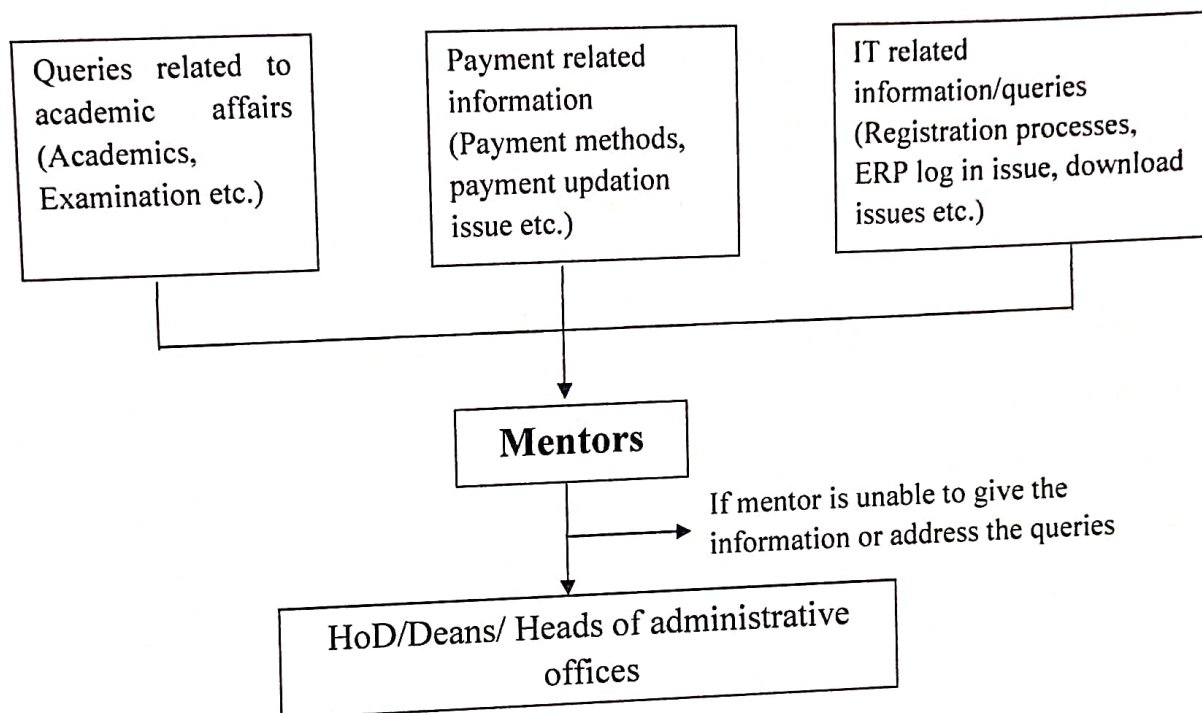 Queries related to
academic affairs
(Academics,
Examination etc.)
Payment related
information
(Payment methods,
payment updation
issue etc.)
IT related
information/queries
(Registration processes,
ERP log in issue, download
issues etc.)
Mentors
If mentor is unable to give the
information or address the queries
HoD/Deans/ Heads of administrative
offices